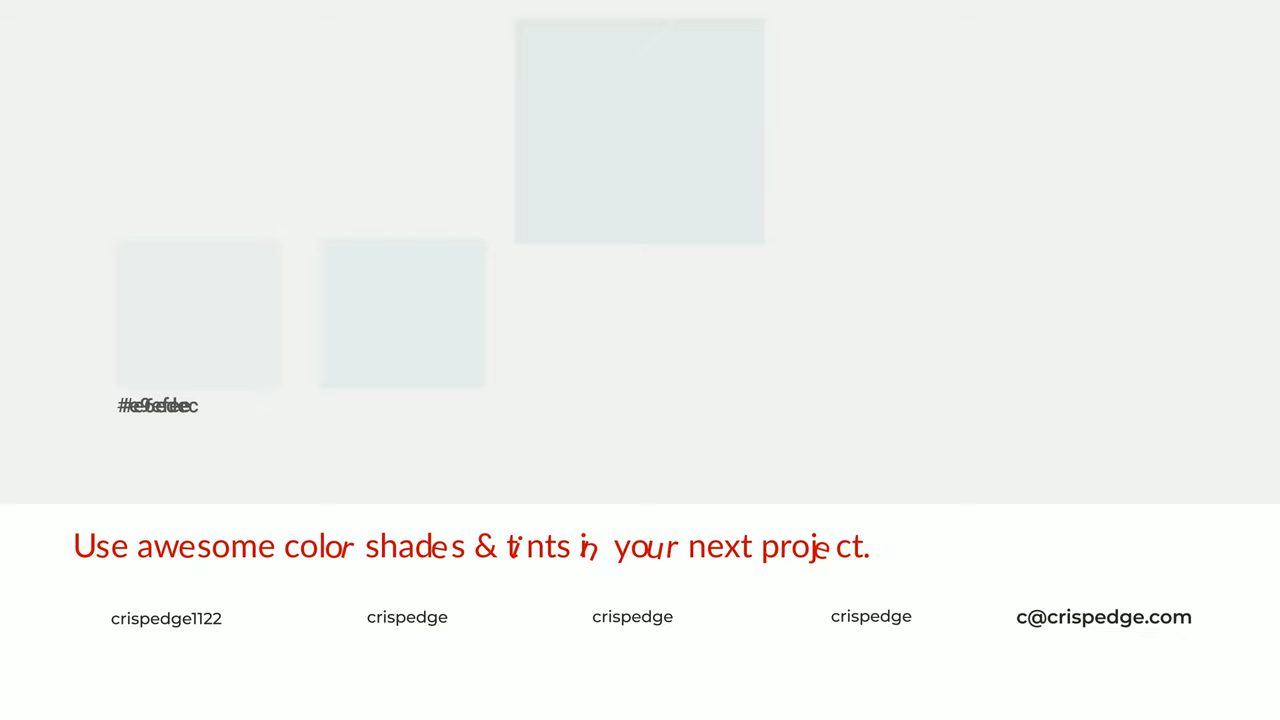 Use awesome color shades & tints in your next project.
crispedge1122 crispedge crispedge crispedge c@crispedge.com